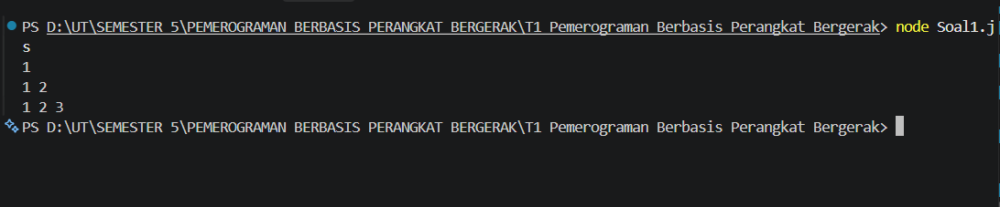 PS D:\UT\SEMESTER 5\PEMEROGRAMAN BERBASIS PERANGKAT BERGERAK\T1 Pemerograman Berbasis Perangkat Bergerak> node Soal1.j
s
1
1 2
1 2 3
PS D:\UT\SEMESTER 5\PEMEROGRAMAN BERBASIS PERANGKAT BERGERAK\T1 Pemerograman Berbasis Perangkat Bergerak>